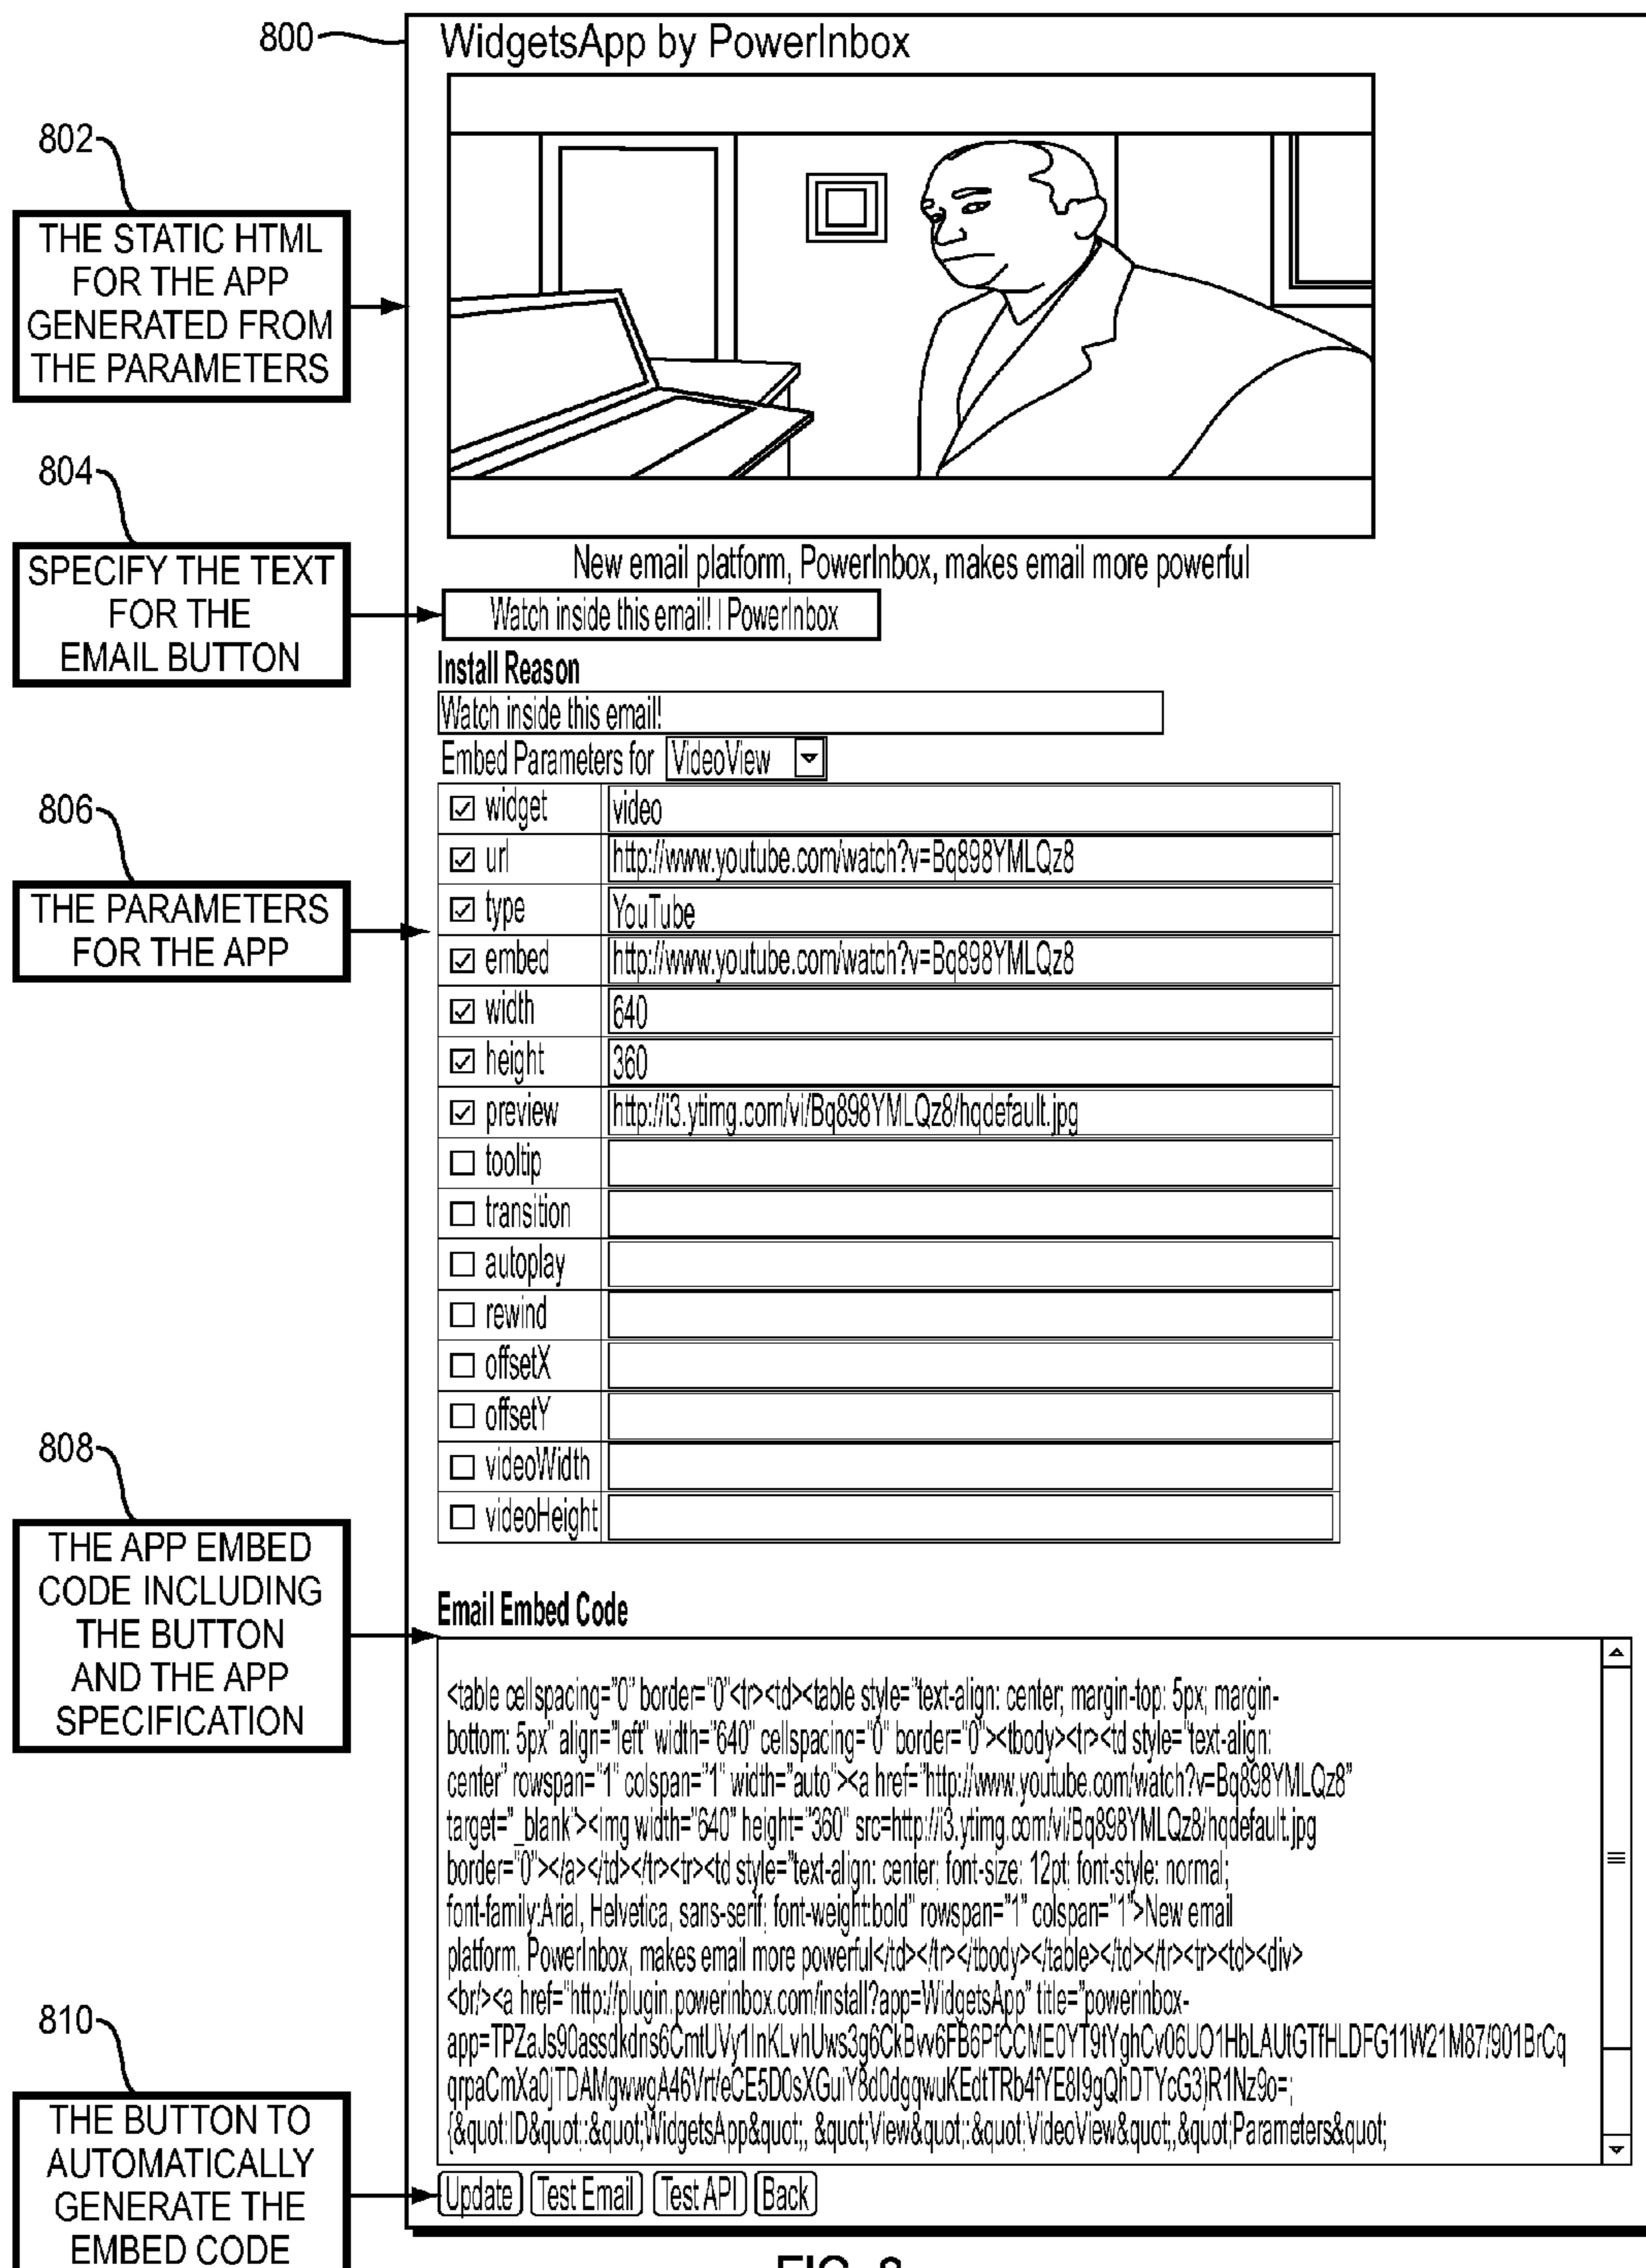 800
WidgetsApp by PowerInbox
802
THE STATIC HTML
FOR THE APP
GENERATED FROM
THE PARAMETERS
804
SPECIFY THE TEXT
FOR THE
EMAIL BUTTON
New email platform, PowerInbox, makes email more powerful
Watch inside this email! | PowerInbox
Install Reason
Watch inside this email!
Embed Parameters for VideoView
806
THE PARAMETERS
FOR THE APP
widget video
url http://www.youtube.com/watch?v=Bq898YMLQz8
type YouTube
embed http://www.youtube.com/watch?v=Bq898YMLQz8
width 640
height 360
preview http://i3.ytimg.com/vi/Bq898YMLQz8/hqdefault.jpg
tooltip
transition
autoplay
rewind
offsetX
offsetY
videoWidth
videoHeight
808
THE APP EMBED
CODE INCLUDING
THE BUTTON
AND THE APP
SPECIFICATION
Email Embed Code
<table cellspacing="0" border="0"<tr><td><table style="text-align: center; margin-top: 5px; margin-
bottom: 5px" align="left" width="640" cellspacing="0" border="0"><tbody><tr><td style="text-align:
center" rowspan="1" colspan="1" width="auto"><a href="http://www.youtube.com/watch?v=Bq898YMLQz8"
target="_blank"><img width="640" height="360" src=http://i3.ytimg.com/vi/Bq898YMLQz8/hqdefault.jpg
border="0"></a></td></tr><tr><td style="text-align: center; font-size: 12pt; font-style: normal;
font-family:Arial, Helvetica, sans-serif; font-weight:bold" rowspan="1" colspan="1">New email
platform, PowerInbox, makes email more powerful</td></tr></tbody></table></td></tr><tr><td><div>
<br/><a href="http://plugin.powerinbox.com/install?app=WidgetsApp" title="powerinbox-
{&quot;ID&quot;:&quot;WidgetsApp&quot;, &quot;View&quot;:&quot;VideoView&quot;,&quot;Parameters&quot;
810
THE BUTTON TO
AUTOMATICALLY
GENERATE THE
EMBED CODE
Update Test Email Test API Back